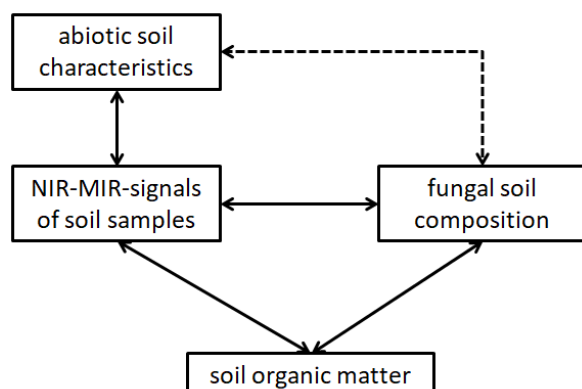 abiotic soil
characteristics
NIR-MIR-signals
of soil samples
fungal soil
composition
soil organic matter